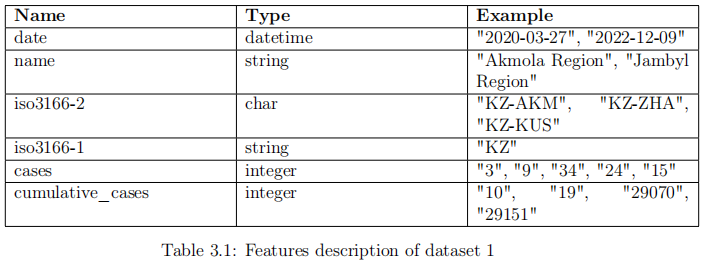 Name Type Example
date datetime "2020-03-27", "2022-12-09"
name string "Akmola Region", "Jambyl
Region"
iso3166-2 char "KZ-AKM", "KZ-ZHA",
"KZ-KUS"
iso3166-1 string "KZ"
cases integer "3", "9", "34", "24", "15"
cumulative_cases integer "10", "19", "29070",
"29151"
Table 3.1: Features description of dataset 1